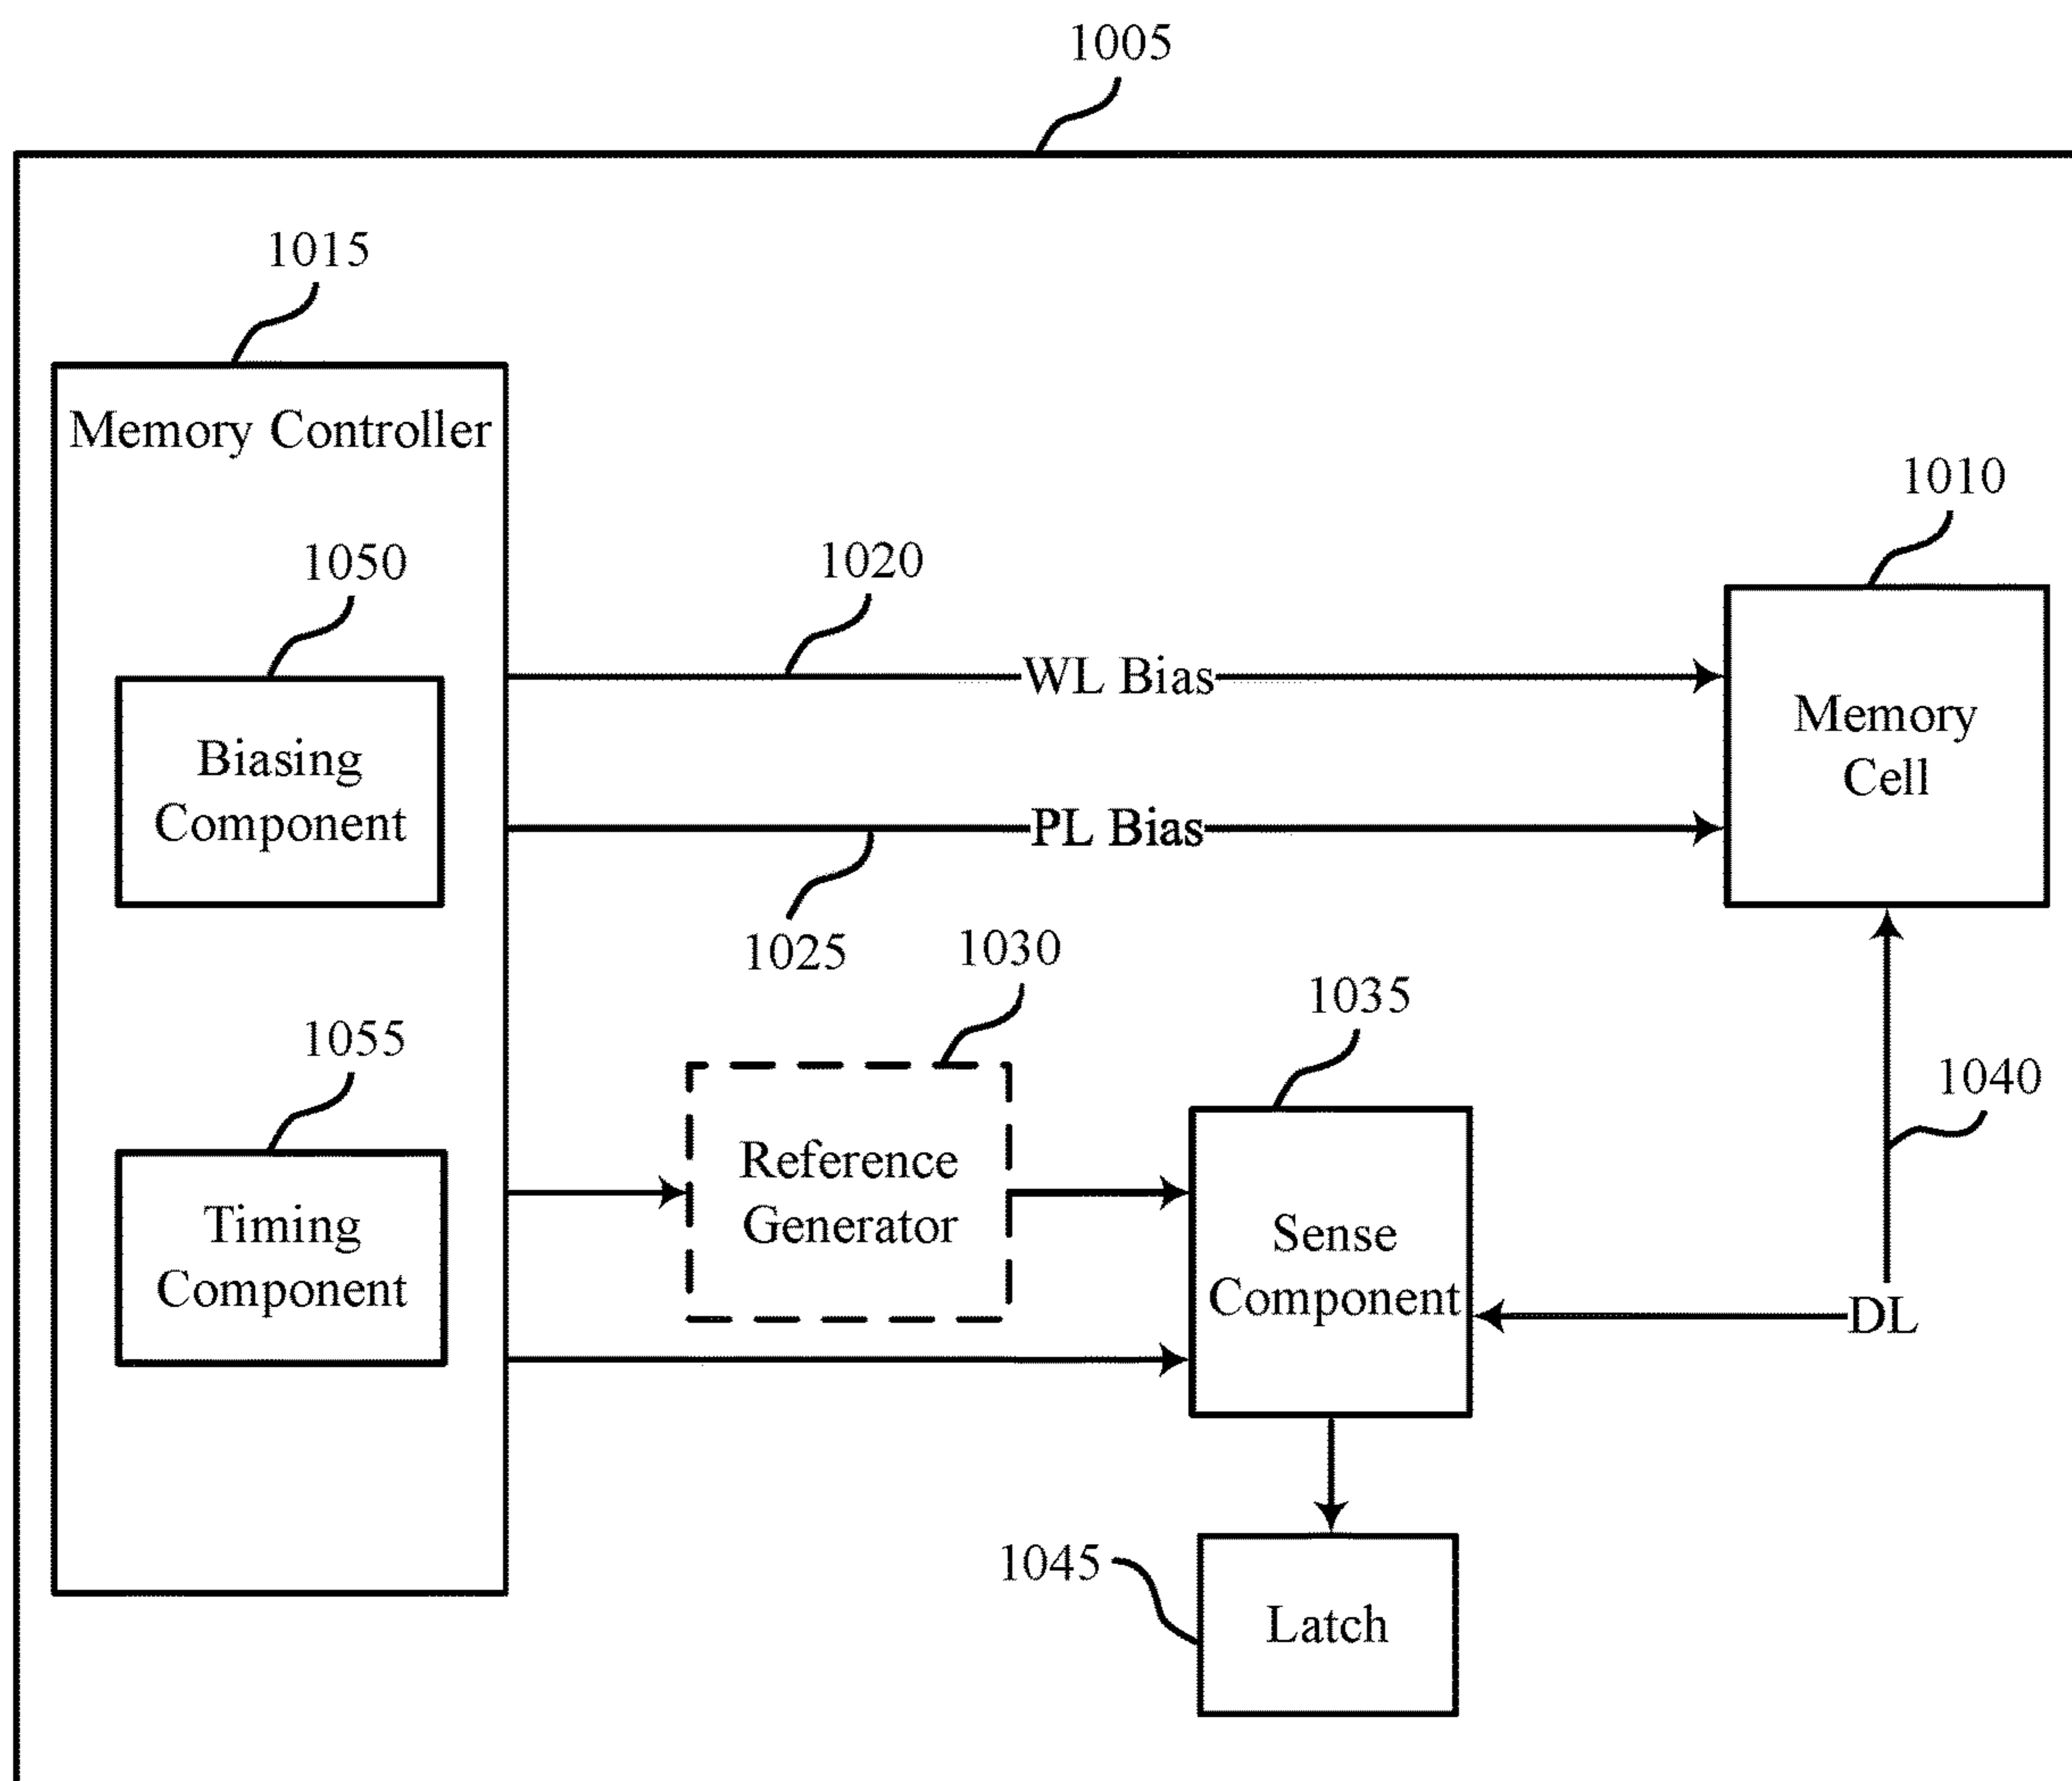 1005
1015
Memory Controller
1010
1050
1020
WL Bias
Memory
Cell
Biasing
Component
PL Bias
1025
1030
1035
1055
1040
Reference
Generator
Timing
Component
Sense
Component
DL
1045
Latch